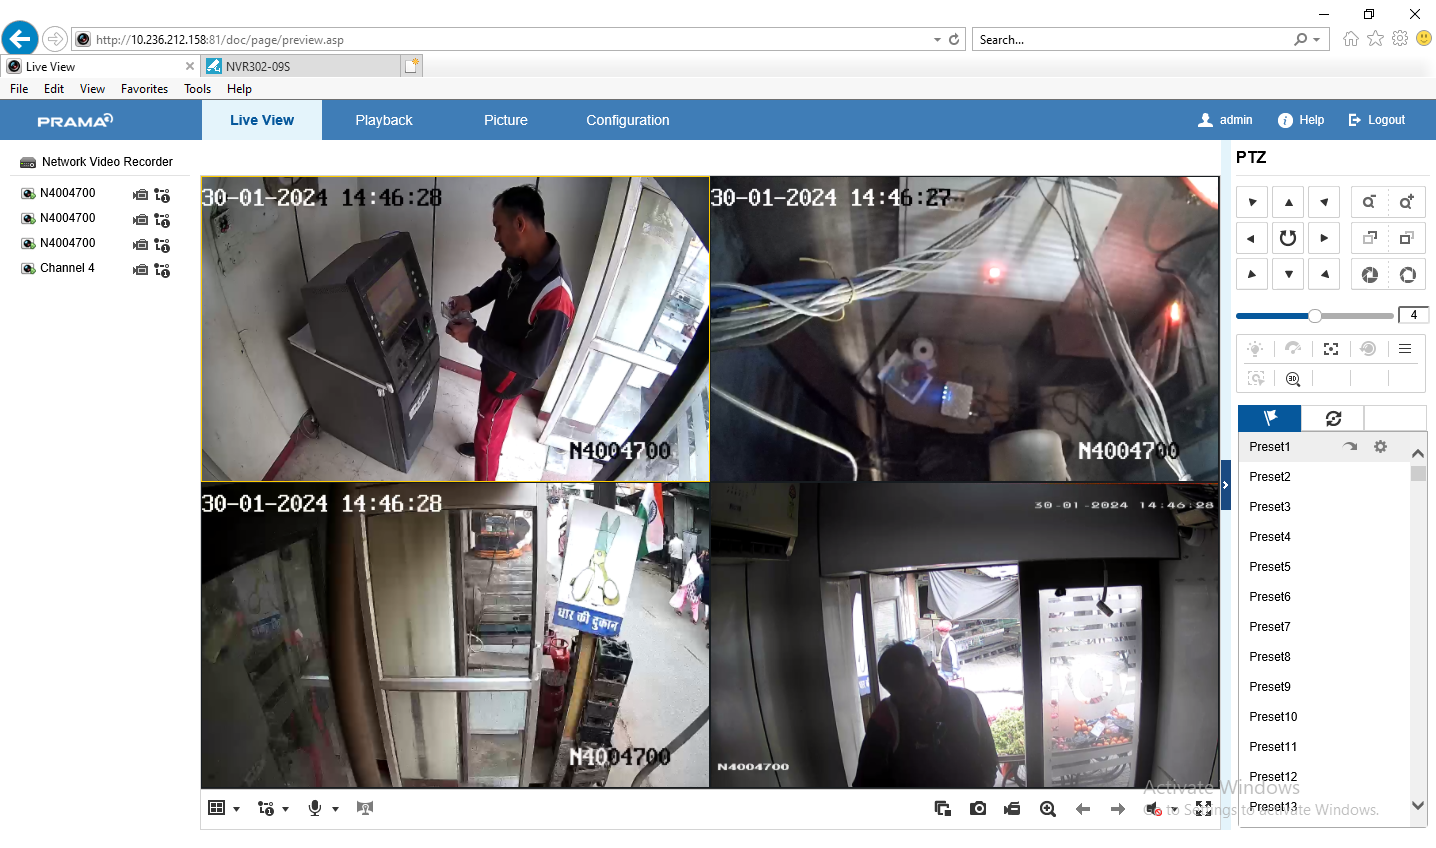 http://10.236.212.158:81/doc/page/preview.asp
Search...
Live View
NVR302-09S
File Edit View Favorites Tools Help
PRAMA
Live View Playback Picture Configuration
admin Help Logout
Network Video Recorder
N4004700
N4004700
N4004700
Channel 4
30-01-2024 14:46:28
N4004700
30-01-2024 14:46:27
N4004700
30-01-2024 14:46:28
धार की दुकान
N4004700
30-01-2024 14:46:28
N4004700
PTZ
4
3D
Preset1
Preset2
Preset3
Preset4
Preset5
Preset6
Preset7
Preset8
Preset9
Preset10
Preset11
Preset12
Preset13
Activate Windows
Go to Settings to activate Windows.